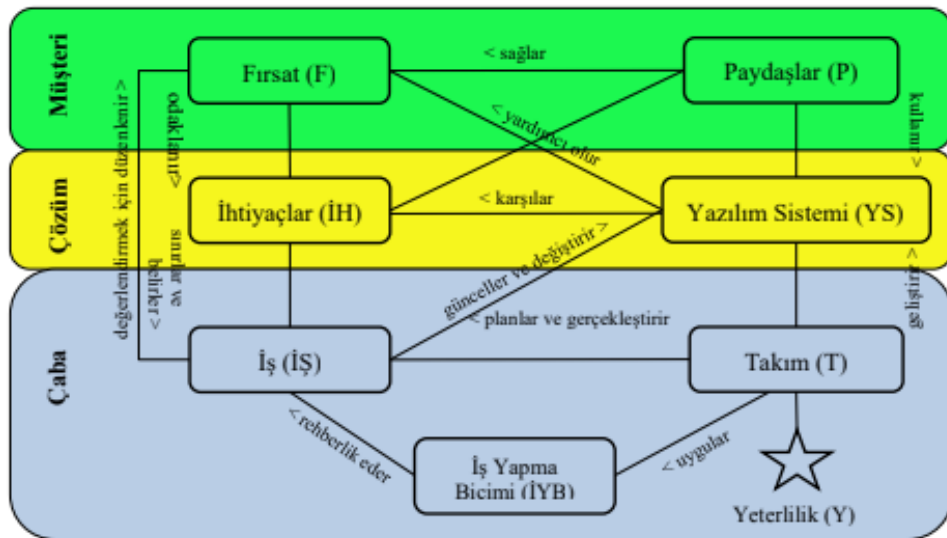 Müşteri
Fırsat (F)
< sağlar
Paydaşlar (P)
değerlendirmek için düzenlenir >
odaklanır>
< yardımcı olur
kullanır >
Çözüm
İhtiyaçlar (İH)
< karşılar
Yazılım Sistemi (YS)
sınırlar ve
belirler >
günceller ve değiştirir >
geliştirir >
Çaba
< planlar ve gerçekleştirir
İş (İŞ)
Takım (T)
< rehberlik eder
İş Yapma
Biçimi (İYB)
< uygular
Yeterlilik (Y)